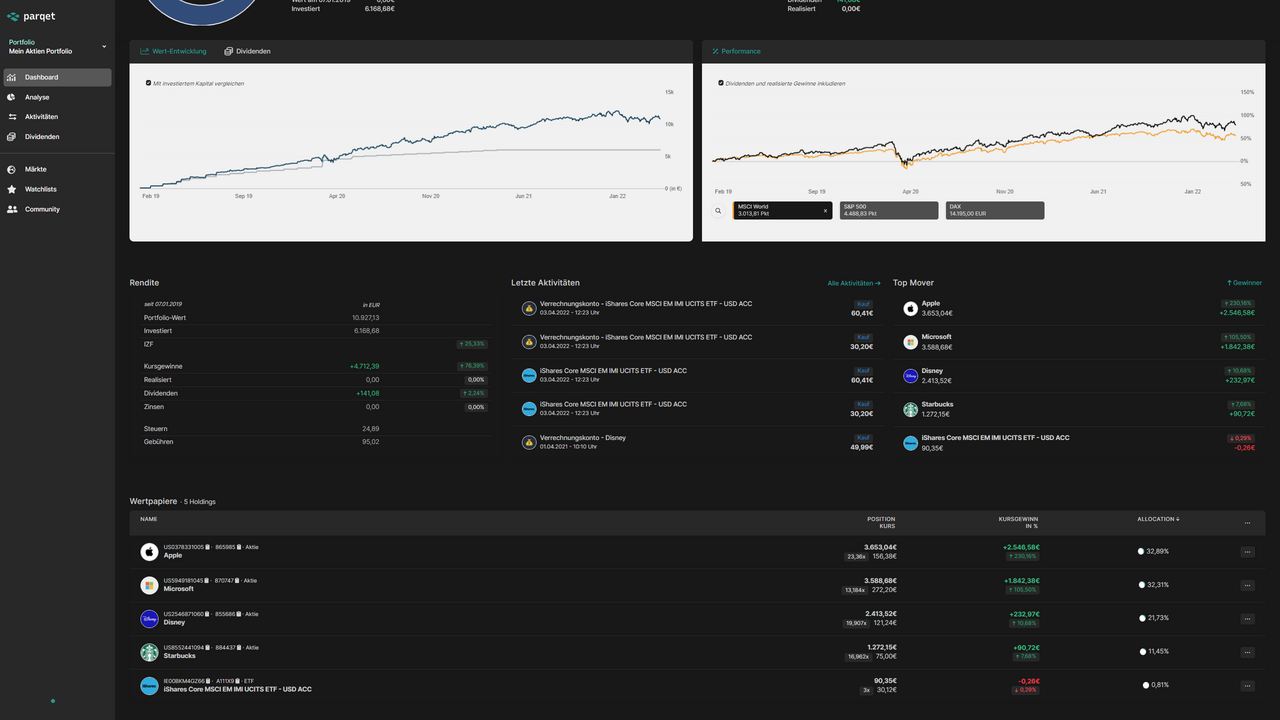 parqet
Portfolio
Mein Aktien Portfolio
Dashboard
Analyse
Aktivitäten
Dividenden
Märkte
Watchlists
Community
Investiert 6.168,68€
Realisiert 0,00€
Wert-Entwicklung Dividenden
Mit investiertem Kapital vergleichen
15k
10k
5k
0 (in €)
Feb 19 Sep 19 Apr 20 Nov 20 Jun 21 Jan 22
Performance
Dividenden und realisierte Gewinne inkludieren
150%
100%
50%
0%
50%
Feb 19 Sep 19 Apr 20 Nov 20 Jun 21 Jan 22
MSCI World x
3.013,81 Pkt
S&P 500
4.488,83 Pkt
DAX
14.195,00 EUR
Rendite
seit 07.01.2019 in EUR
Portfolio-Wert 10.927,13
Investiert 6.168,68
IZF ↑ 25,33%
Kursgewinne +4.712,39 ↑ 76,39%
Realisiert 0,00 0,00%
Dividenden +141,08 ↑ 2,24%
Zinsen 0,00 0,00%
Steuern 24,89
Gebühren 95,02
Letzte Aktivitäten Alle Aktivitäten →
Verrechnungskonto - iShares Core MSCI EM IMI UCITS ETF - USD ACC Kauf
03.04.2022 - 12:23 Uhr 60,41€
Verrechnungskonto - iShares Core MSCI EM IMI UCITS ETF - USD ACC Kauf
03.04.2022 - 12:23 Uhr 30,20€
iShares Core MSCI EM IMI UCITS ETF - USD ACC Kauf
03.04.2022 - 12:23 Uhr 60,41€
iShares Core MSCI EM IMI UCITS ETF - USD ACC Kauf
03.04.2022 - 12:23 Uhr 30,20€
Verrechnungskonto - Disney Kauf
01.04.2021 - 10:10 Uhr 49,99€
Top Mover ↑ Gewinner
Apple ↑ 230,16%
3.653,04€ +2.546,58€
Microsoft ↑ 105,50%
3.588,68€ +1.842,38€
Disney ↑ 10,68%
2.413,52€ +232,97€
Starbucks ↑ 7,68%
1.272,15€ +90,72€
iShares Core MSCI EM IMI UCITS ETF - USD ACC ↓ 0,29%
90,35€ -0,26€
Wertpapiere · 5 Holdings
NAME POSITION KURSGEWINN ALLOCATION ↓ ...
KURS IN %
US0378331005 · 865985 · Aktie 3.653,04€ +2.546,58€
Apple 23,36x 156,38€ ↑ 230,16% 32,89% ...
US5949181045 · 870747 · Aktie 3.588,68€ +1.842,38€
Microsoft 13,184x 272,20€ ↑ 105,50% 32,31% ...
US2546871060 · 855686 · Aktie 2.413,52€ +232,97€
Disney 19,907x 121,24€ ↑ 10,68% 21,73% ...
US8552441094 · 884437 · Aktie 1.272,15€ +90,72€
Starbucks 16,962x 75,00€ ↑ 7,68% 11,45% ...
IE00BKM4GZ66 · A111X9 · ETF 90,35€ -0,26€
iShares Core MSCI EM IMI UCITS ETF - USD ACC 3x 30,12€ ↓ 0,29% 0,81% ...